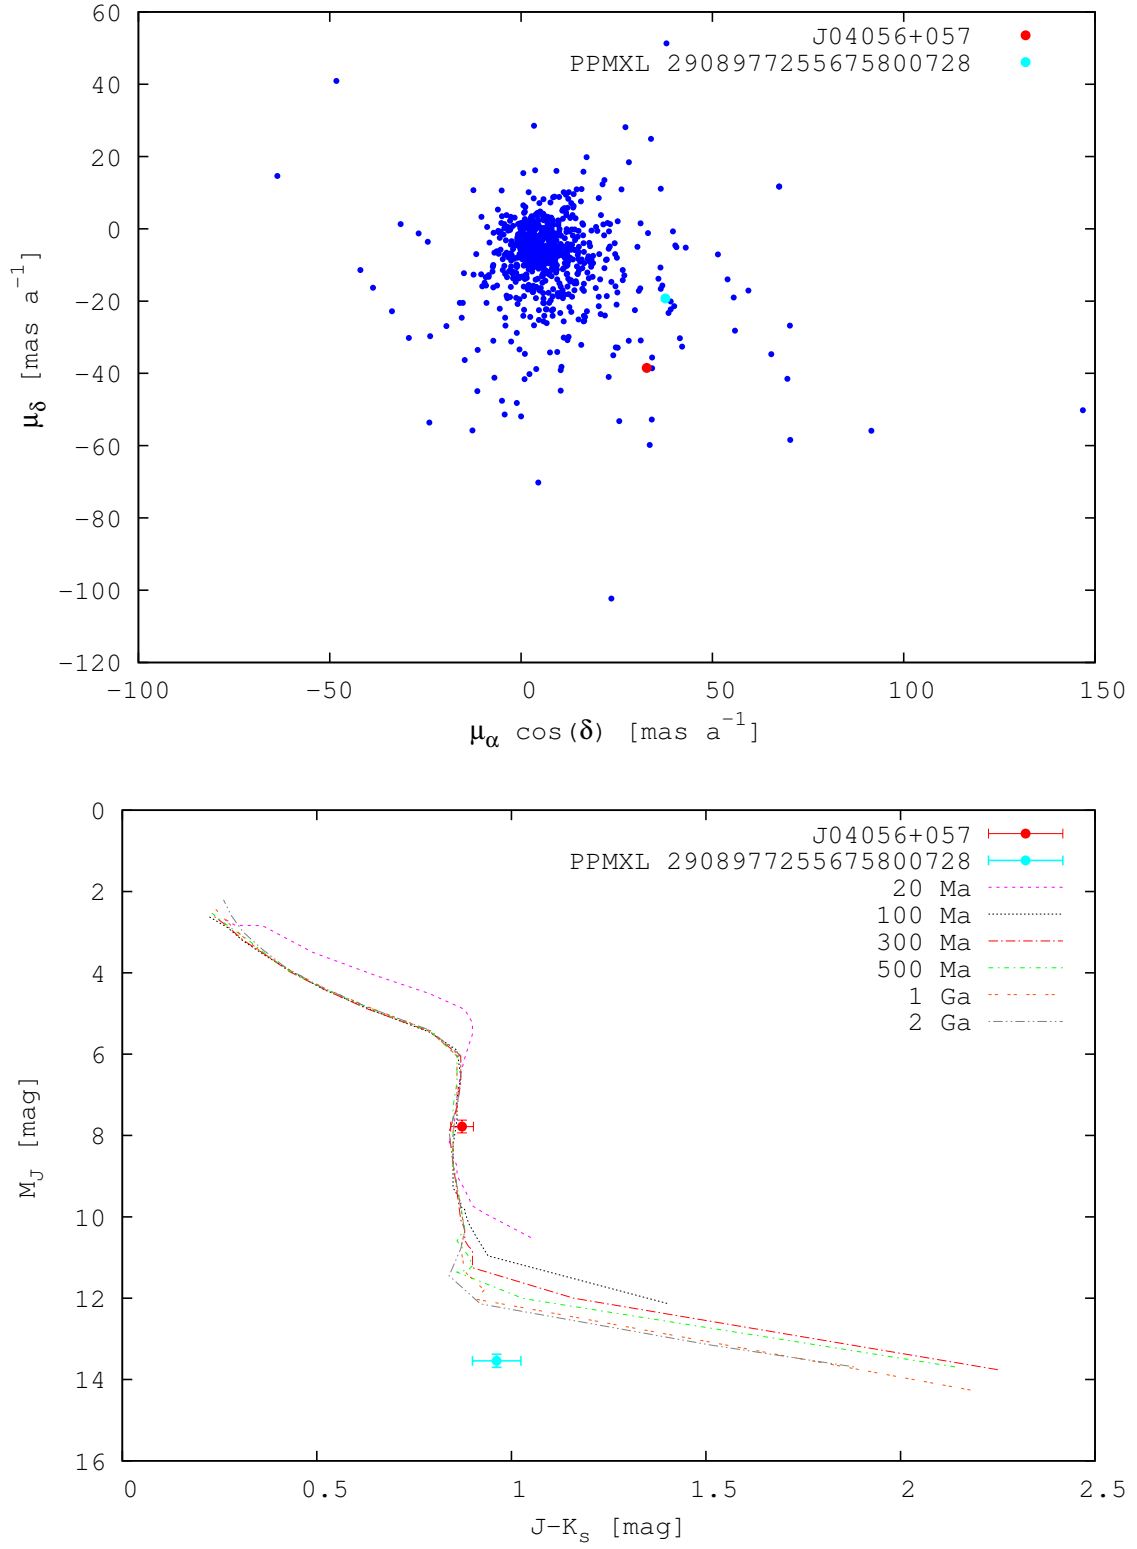 60
40
20
0
−20
−40
−60
−80
−100
−120
−100
−50
0
50
100
150
μδ [mas a−1]
μα cos(δ) [mas a−1]
J04056+057
PPMXL 2908977255675800728
0
2
4
6
8
10
12
14
16
0
0.5
1
1.5
2
2.5
MJ [mag]
J−Ks [mag]
J04056+057
PPMXL 2908977255675800728
20 Ma
100 Ma
300 Ma
500 Ma
1 Ga
2 Ga